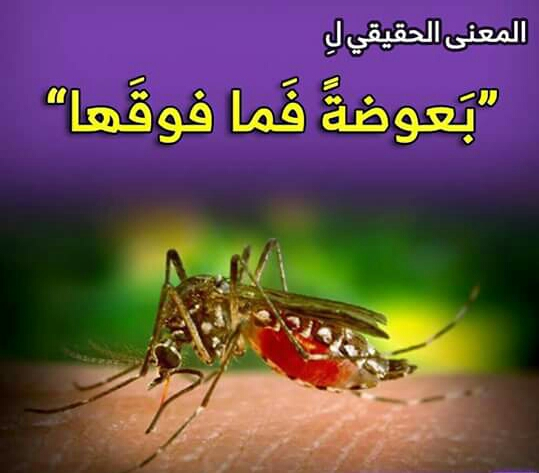 المعنى الحقيقي لِ
”بَعوضةً فَما فوقَها“